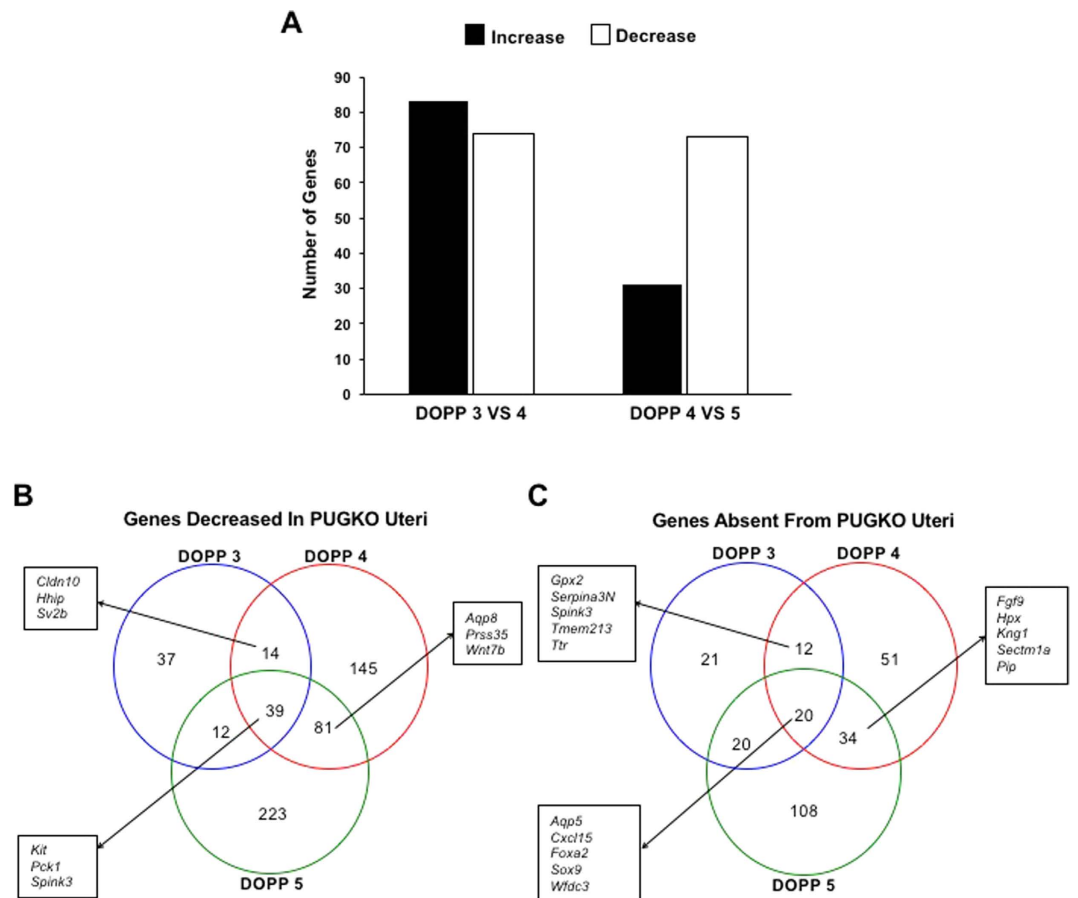 A
Increase Decrease
Number of Genes
90
80
70
60
50
40
30
20
10
0
DOPP 3 VS 4 DOPP 4 VS 5
B
Genes Decreased In PUGKO Uteri
DOPP 3 DOPP 4
Cldn10
Hhip
Sv2b
Aqp8
Prss35
Wnt7b
37 14 145
12 39 81
223
Kit
Pck1
Spink3
DOPP 5
C
Genes Absent From PUGKO Uteri
DOPP 3 DOPP 4
Gpx2
Serpina3N
Spink3
Tmem213
Ttr
Fgf9
Hpx
Kng1
Sectm1a
Pip
21 12 51
20 20 34
108
Aqp5
Cxcl15
Foxa2
Sox9
Wfdc3
DOPP 5